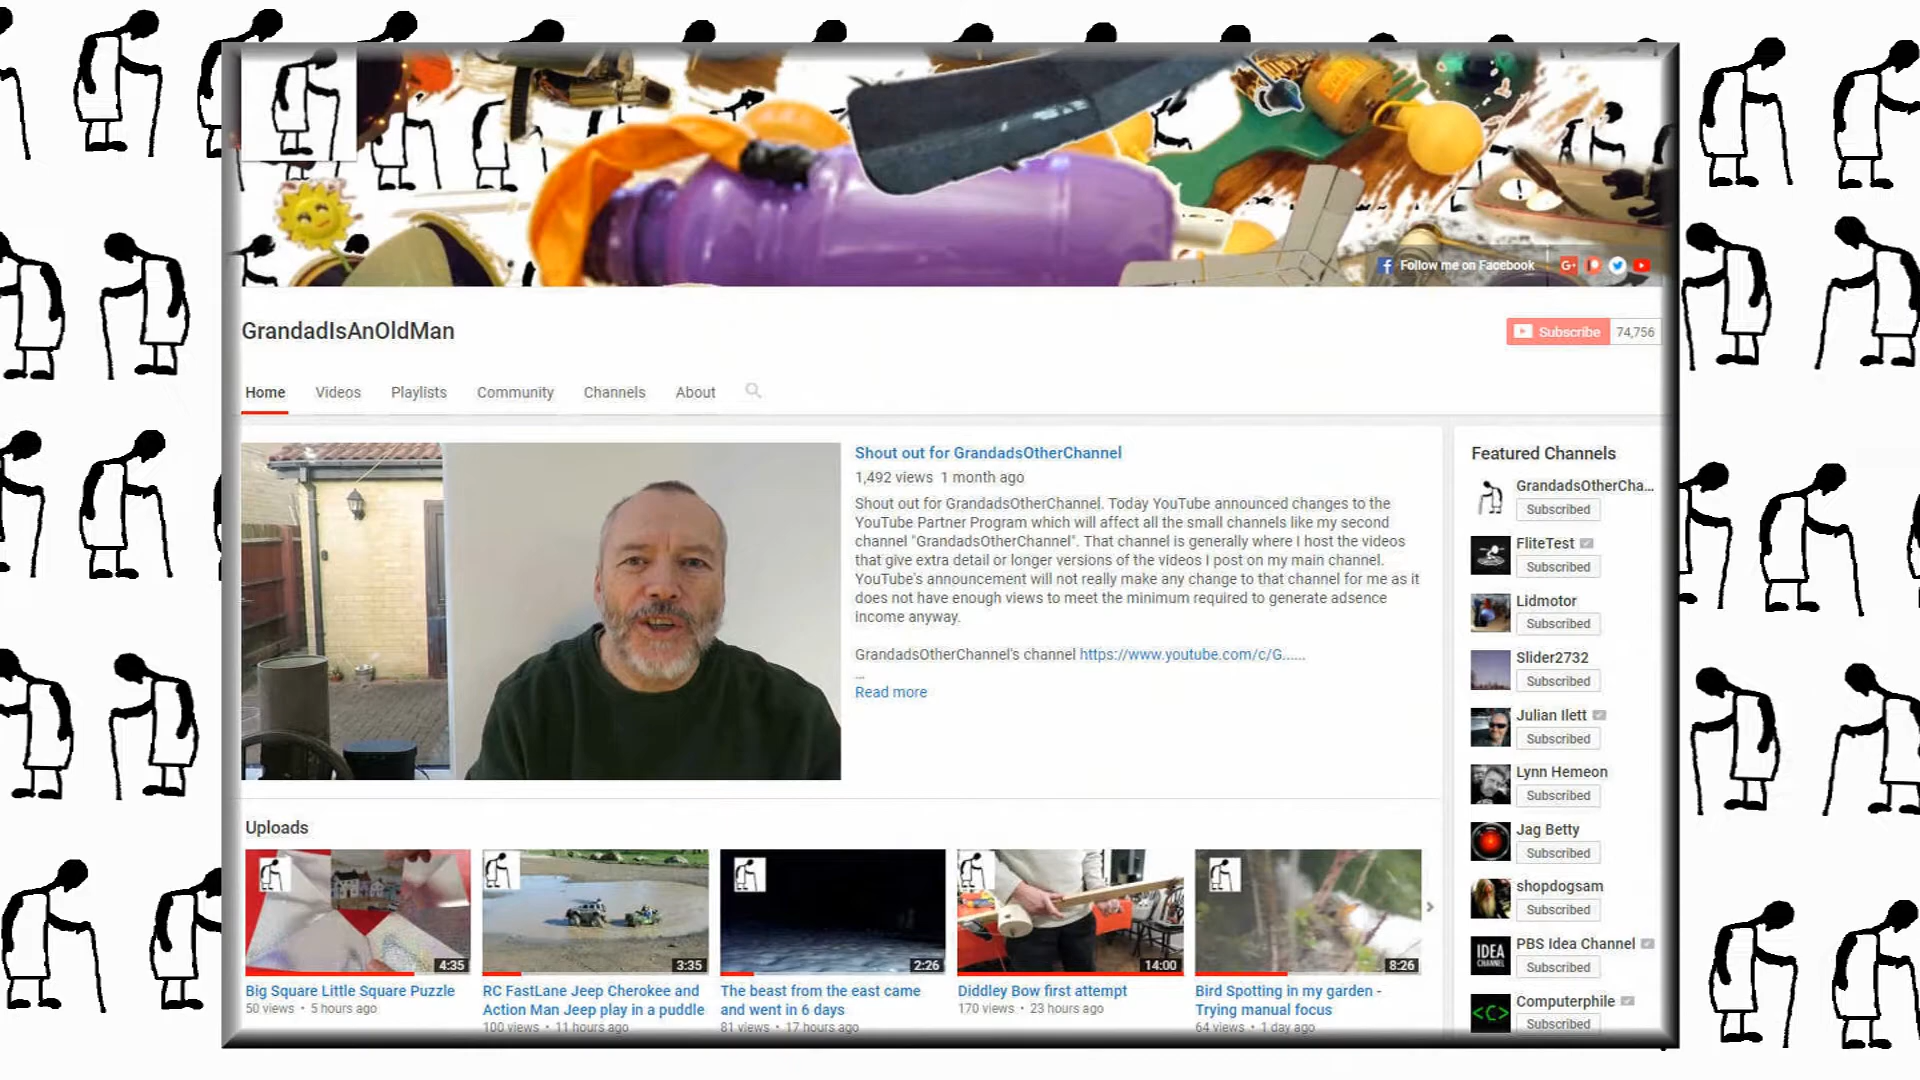 Follow me on Facebook
GrandadIsAnOldMan
Subscribe 74,756
Home Videos Playlists Community Channels About
Shout out for GrandadsOtherChannel
1,492 views 1 month ago
Shout out for GrandadsOtherChannel. Today YouTube announced changes to the
YouTube Partner Program which will affect all the small channels like my second
channel "GrandadsOtherChannel". That channel is generally where I host the videos
that give extra detail or longer versions of the videos I post on my main channel.
YouTube's announcement will not really make any change to that channel for me as it
does not have enough views to meet the minimum required to generate adsence
income anyway.
GrandadsOtherChannel's channel https://www.youtube.com/c/G......
...
Read more
Featured Channels
GrandadsOtherCha...
Subscribed
FliteTest
Subscribed
Lidmotor
Subscribed
Slider2732
Subscribed
Julian Ilett
Subscribed
Lynn Hemeon
Subscribed
Jag Betty
Subscribed
shopdogsam
Subscribed
IDEA
CHANNEL
PBS Idea Channel
Subscribed
<C>
Computerphile
Subscribed
Uploads
4:35
Big Square Little Square Puzzle
50 views • 5 hours ago
3:35
RC FastLane Jeep Cherokee and
Action Man Jeep play in a puddle
100 views • 11 hours ago
2:26
The beast from the east came
and went in 6 days
81 views • 17 hours ago
14:00
Diddley Bow first attempt
170 views • 23 hours ago
8:26
Bird Spotting in my garden -
Trying manual focus
64 views • 1 day ago